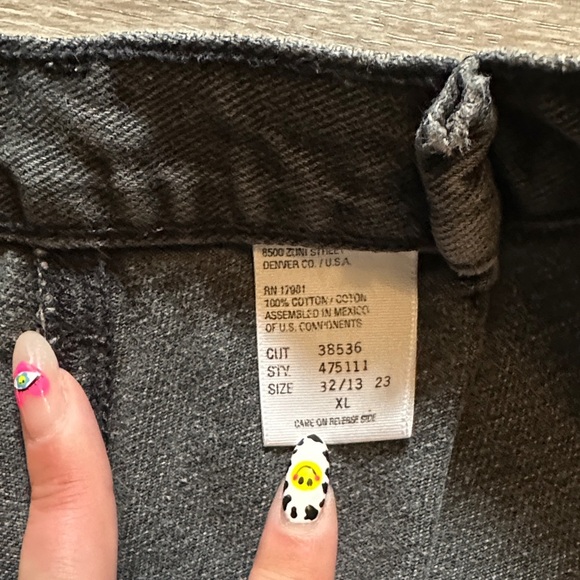 8500 ZUNI STREET
DENVER CO. / U.S.A.
RN 17981
100% COTTON / COTON
ASSEMBLED IN MEXICO
OF U.S. COMPONENTS
CUT 38536
STY. 475111
SIZE 32/13 23
XL
CARE ON REVERSE SIDE